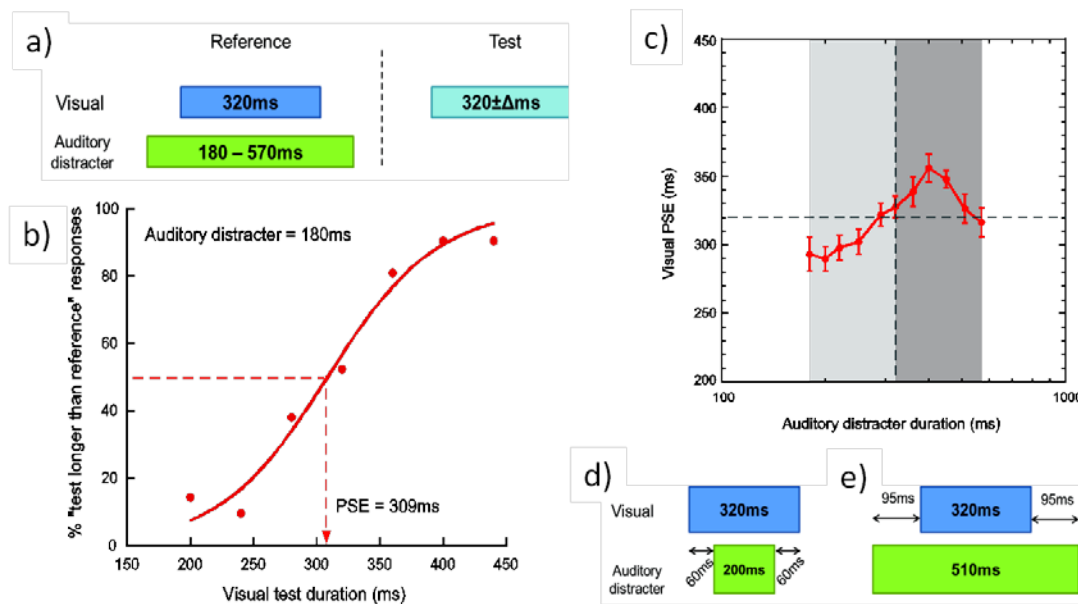 a)
Reference
Test
Visual
320ms
320±Δms
Auditory
distracter
180 – 570ms
b)
% "test longer than reference" responses
100
80
60
40
20
0
Auditory distracter = 180ms
PSE = 309ms
150
200
250
300
350
400
450
Visual test duration (ms)
c)
Visual PSE (ms)
450
400
350
300
250
200
100
1000
Auditory distracter duration (ms)
d)
Visual
320ms
60ms
200ms
60ms
Auditory
distracter
e)
95ms
320ms
95ms
510ms